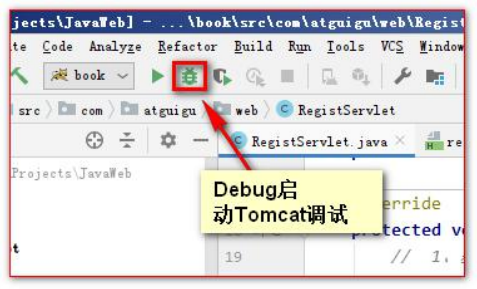 jects\JavaWeb] - ...\book\src\com\atguigu\web\Regist
te Code Analyze Refactor Build Run Tools VCS Window
book
src com atguigu web RegistServlet
RegistServlet.java re
Projects\JavaWeb
Debug启
动Tomcat调试
erride
tected v
t
19 // 1、